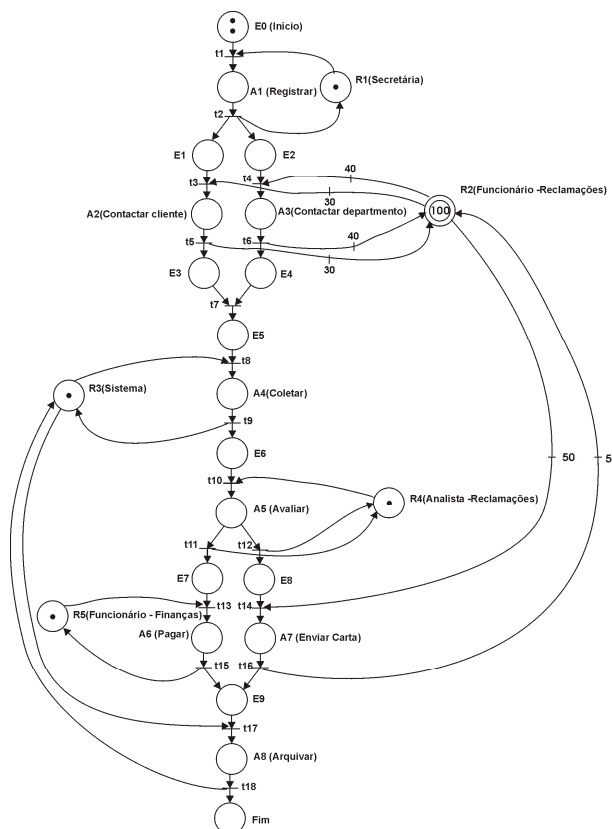 E0 (Inicio)
t1
R1(Secretária)
A1 (Registrar)
t2
E1
E2
40
t3
t4
R2(Funcionário -Reclamações)
30
A2(Contactar cliente)
A3(Contactar departmento)
100
40
t5
t6
30
E3
E4
t7
E5
t8
R3(Sistema)
A4(Coletar)
t9
E6
50
5
t10
R4(Analista -Reclamações)
A5 (Avaliar)
t11
t12
E7
E8
t13
t14
R5(Funcionário - Finanças)
A6 (Pagar)
A7 (Enviar Carta)
t15
t16
E9
t17
A8 (Arquivar)
t18
Fim